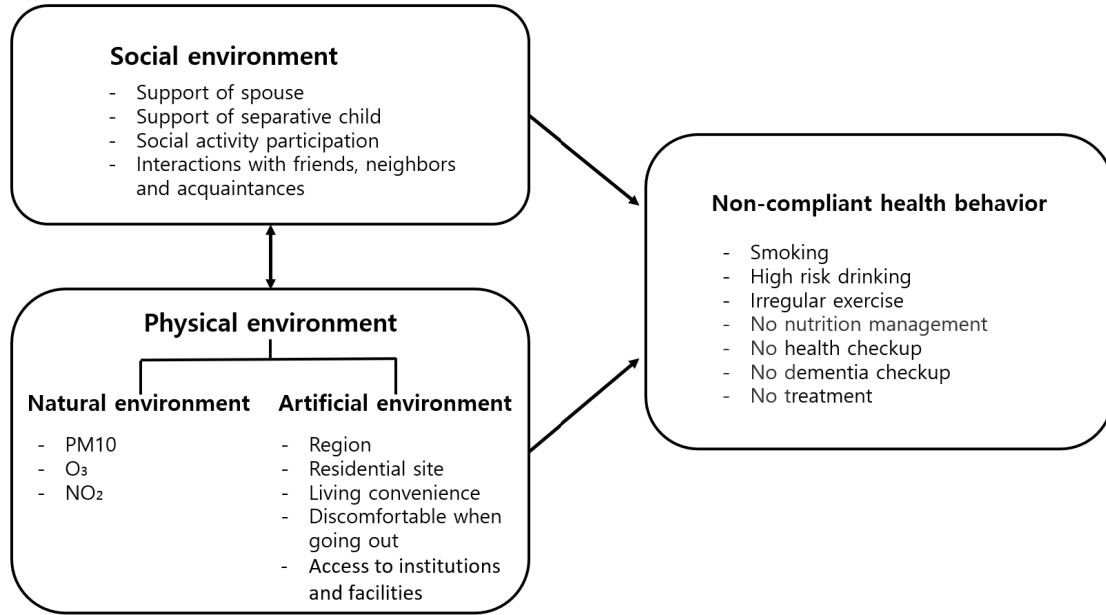 Social environment
- Support of spouse
- Support of separative child
- Social activity participation
- Interactions with friends, neighbors
and acquaintances
Physical environment
Natural environment
- PM10
- O₃
- NO₂
Artificial environment
- Region
- Residential site
- Living convenience
- Discomfortable when
going out
- Access to institutions
and facilities
Non-compliant health behavior
- Smoking
- High risk drinking
- Irregular exercise
- No nutrition management
- No health checkup
- No dementia checkup
- No treatment